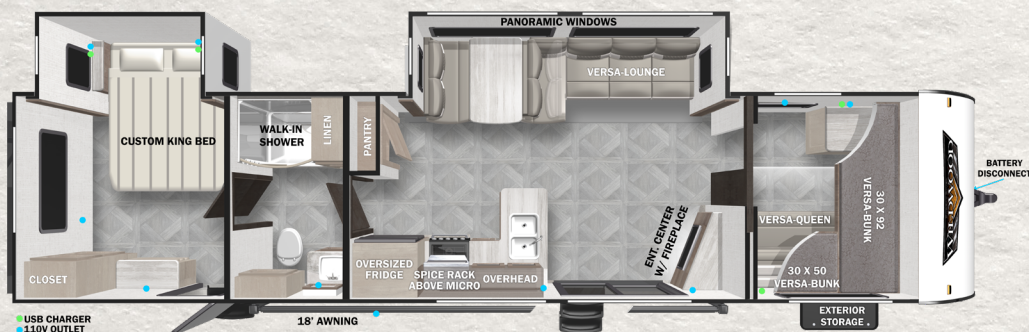 PANORAMIC WINDOWS
VERSA-LOUNGE
CUSTOM KING BED
WALK-IN
SHOWER
LINEN
PANTRY
BATTERY
DISCONNECT
30 X 92
VERSA-BUNK
VERSA-QUEEN
30 X 50
VERSA-BUNK
ENT. CENTER
W/ FIREPLACE
CLOSET
OVERSIZED
FRIDGE
SPICE RACK
ABOVE MICRO
OVERHEAD
EXTERIOR
STORAGE
18' AWNING
USB CHARGER
110V OUTLET